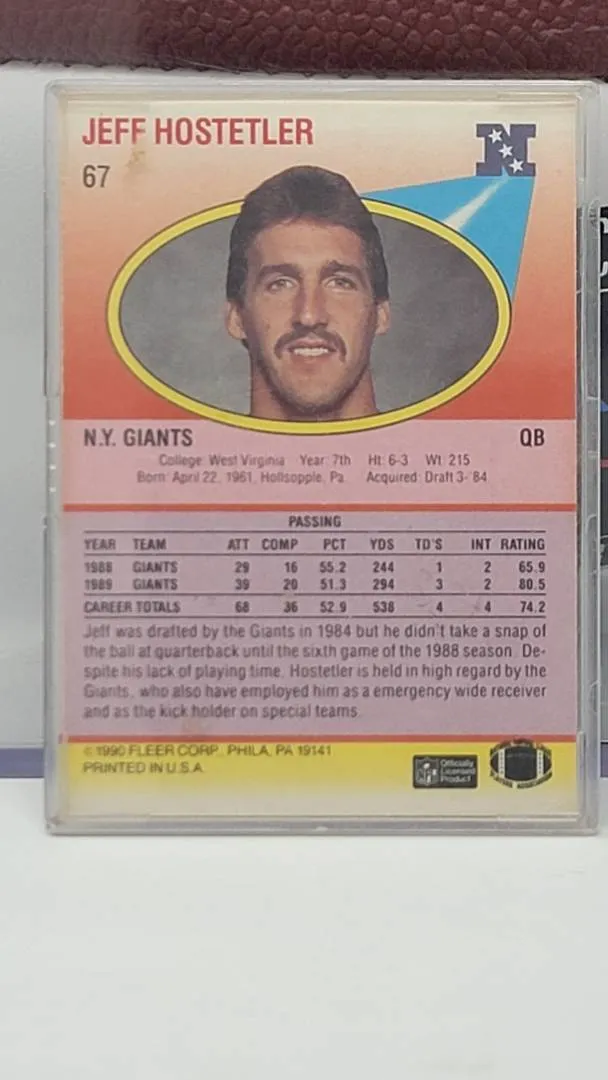 JEFF HOSTETLER
67
N
N.Y. GIANTS QB
College: West Virginia Year: 7th Ht: 6-3 Wt: 215
Born: April 22, 1961, Hollsopple, Pa. Acquired: Draft 3-'84
PASSING
YEAR TEAM ATT COMP PCT YDS TD'S INT RATING
1988 GIANTS 29 16 55.2 244 1 2 65.9
1989 GIANTS 39 20 51.3 294 3 2 80.5
CAREER TOTALS 68 36 52.9 538 4 4 74.2
Jeff was drafted by the Giants in 1984 but he didn't take a snap of
the ball at quarterback until the sixth game of the 1988 season. De-
spite his lack of playing time, Hostetler is held in high regard by the
Giants, who also have employed him as a emergency wide receiver
and as the kick holder on special teams.
© 1990 FLEER CORP., PHILA., PA 19141
PRINTED IN U.S.A.
NFL
Officially
Licensed
Product
PLAYERS ASSOCIATION